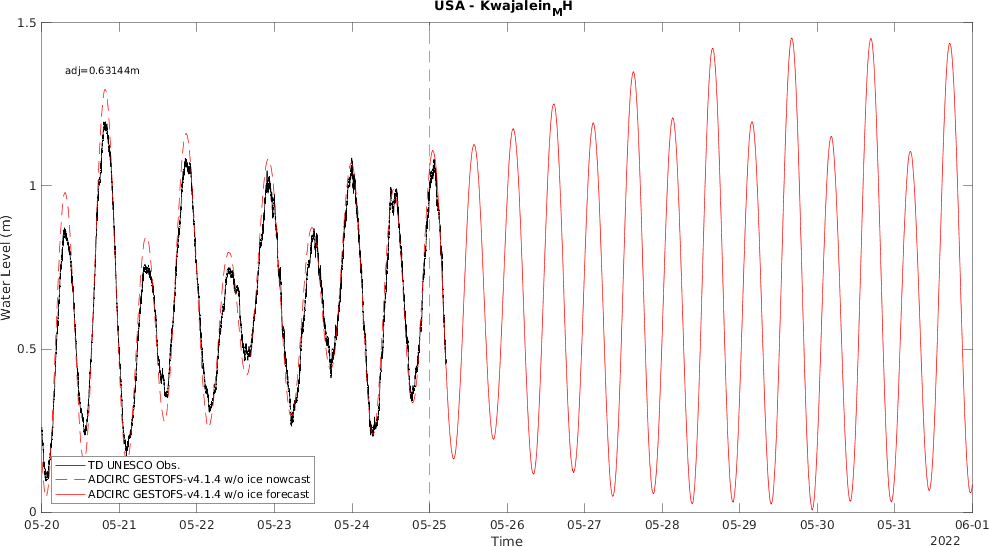 USA - Kwajalein_MH
1.5
adj=0.63144m
1
Water Level (m)
0.5
TD UNESCO Obs.
ADCIRC GESTOFS-v4.1.4 w/o ice nowcast
ADCIRC GESTOFS-v4.1.4 w/o ice forecast
0
05-20 05-21 05-22 05-23 05-24 05-25 05-26 05-27 05-28 05-29 05-30 05-31 06-01
Time
2022